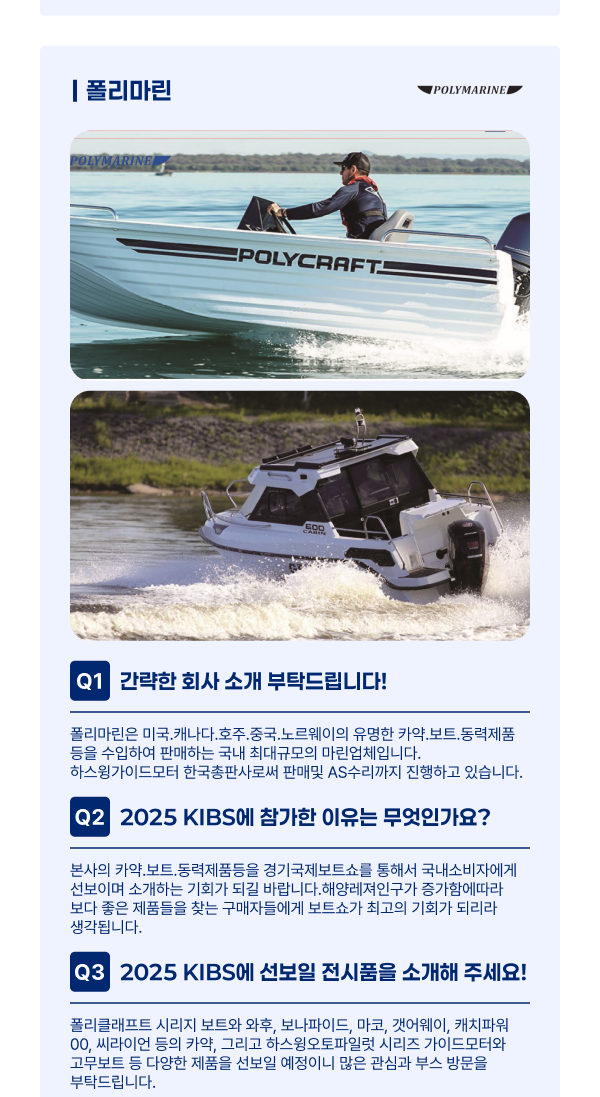 폴리마린
POLYMARINE
POLYMARINE
POLYCRAFT
600
CABIN
Q1 간략한 회사 소개 부탁드립니다!
폴리마린은 미국.캐나다.호주.중국.노르웨이의 유명한 카약.보트.동력제품
등을 수입하여 판매하는 국내 최대규모의 마린업체입니다.
하스윙가이드모터 한국총판사로써 판매및 AS수리까지 진행하고 있습니다.
Q2 2025 KIBS에 참가한 이유는 무엇인가요?
본사의 카약.보트.동력제품등을 경기국제보트쇼를 통해서 국내소비자에게
선보이며 소개하는 기회가 되길 바랍니다.해양레져인구가 증가함에따라
보다 좋은 제품들을 찾는 구매자들에게 보트쇼가 최고의 기회가 되리라
생각됩니다.
Q3 2025 KIBS에 선보일 전시품을 소개해 주세요!
폴리클래프트 시리지 보트와 와후, 보나파이드, 마코, 갯어웨이, 캐치파워
00, 씨라이언 등의 카약, 그리고 하스윙오토파일럿 시리즈 가이드모터와
고무보트 등 다양한 제품을 선보일 예정이니 많은 관심과 부스 방문을
부탁드립니다.